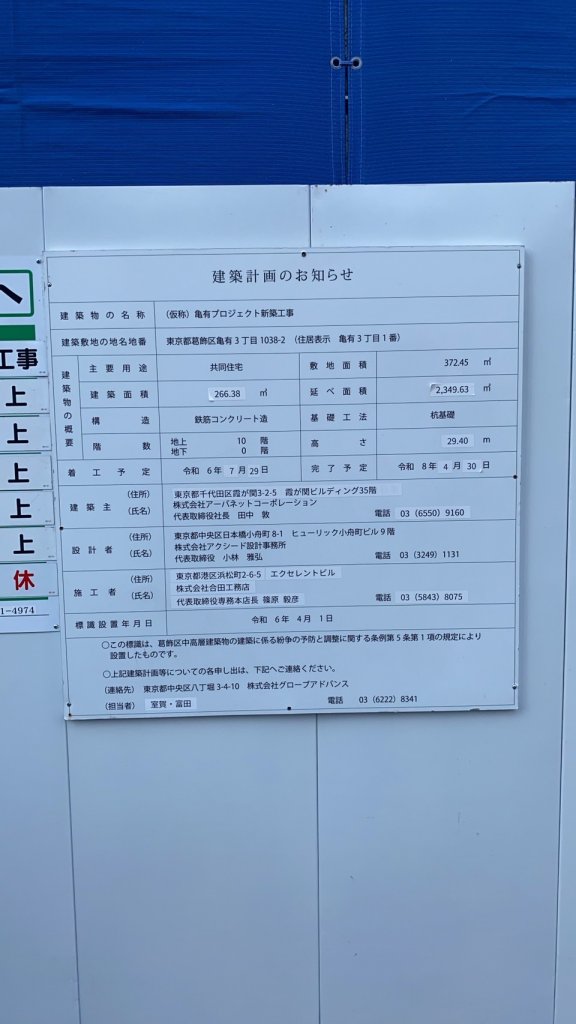 へ
工事
上
上
上
上
上
休
1-4974
建築計画のお知らせ
建築物の名称 （仮称）亀有プロジェクト新築工事
建築敷地の地名地番 東京都葛飾区亀有3丁目1038-2 （住居表示 亀有3丁目1番）
建築物の概要
主要用途 共同住宅 敷地面積 372.45 ㎡
建築面積 266.38 ㎡ 延べ面積 2,349.63 ㎡
構造 鉄筋コンクリート造 基礎工法 杭基礎
階数 地上 10 階 高さ 29.40 m
地下 0 階
着工予定 令和 6年 7月 29日 完了予定 令和 8年 4月 30日
建築主 （住所） 東京都千代田区霞が関3-2-5 霞が関ビルディング35階
（氏名） 株式会社アーバネットコーポレーション
代表取締役社長 田中 敦 電話 03（6550）9160
設計者 （住所） 東京都中央区日本橋小舟町8-1 ヒューリック小舟町ビル9階
（氏名） 株式会社アクシード設計事務所
代表取締役 小林 雅弘 電話 03（3249）1131
施工者 （住所） 東京都港区浜松町2-6-5 エクセレントビル
（氏名） 株式会社合田工務店
代表取締役専務本店長 篠原 毅彦 電話 03（5843）8075
標識設置年月日 令和 6年 4月 1日
○この標識は、葛飾区中高層建築物の建築に係る紛争の予防と調整に関する条例第5条第1項の規定により
設置したものです。
○上記建築計画等についての各申し出は、下記へご連絡ください。
（連絡先） 東京都中央区八丁堀3-4-10 株式会社グローブアドバンス
（担当者） 室賀・富田 電話 03（6222）8341